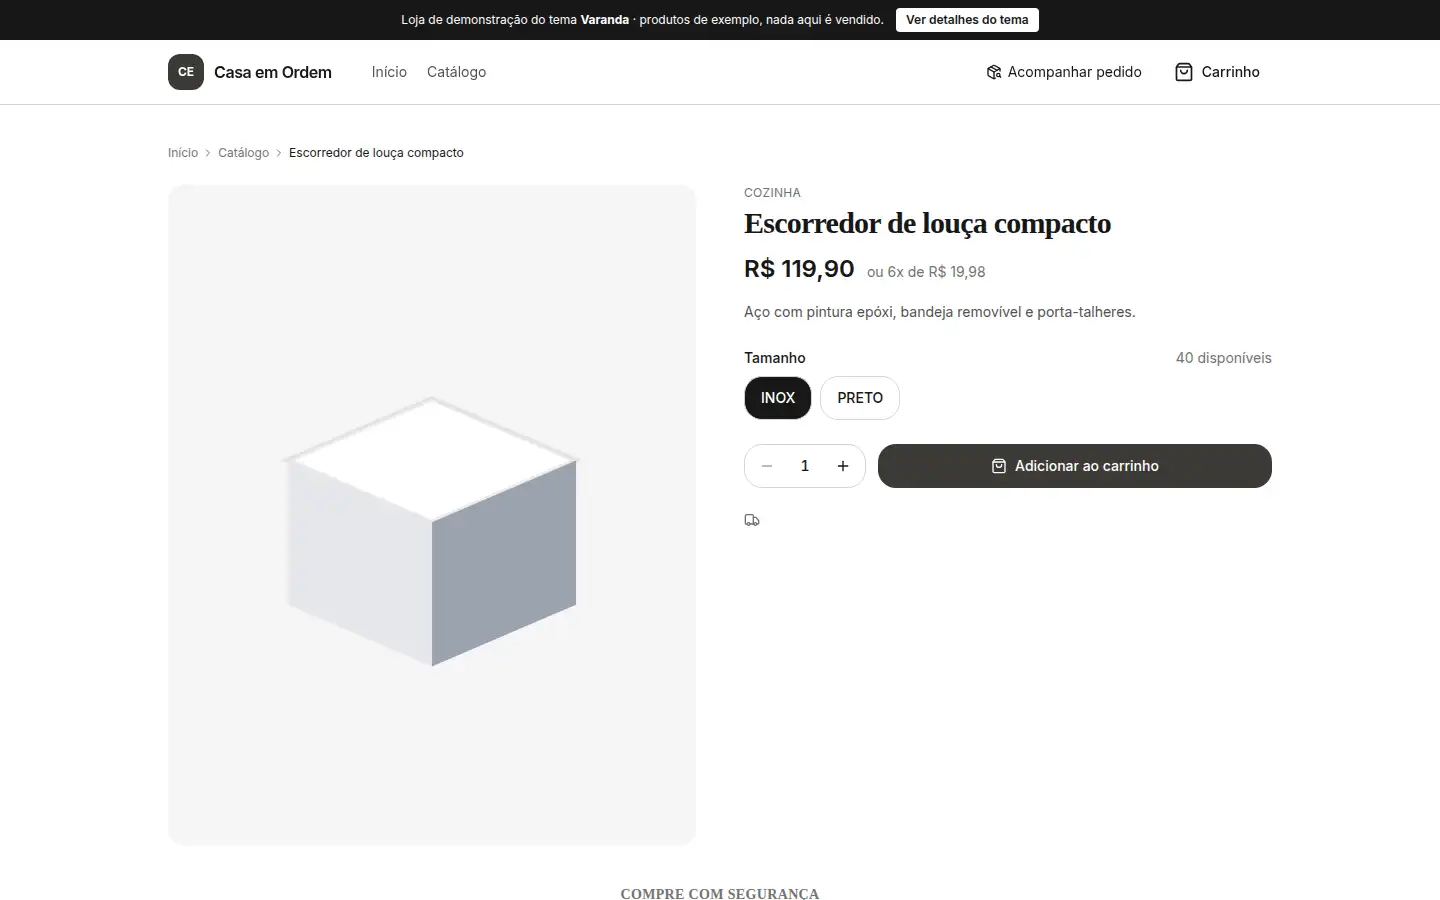 Loja de demonstração do tema Varanda · produtos de exemplo, nada aqui é vendido. Ver detalhes do tema
CE Casa em Ordem Início Catálogo Acompanhar pedido Carrinho
Início > Catálogo > Escorredor de louça compacto
COZINHA
Escorredor de louça compacto
R$ 119,90 ou 6x de R$ 19,98
Aço com pintura epóxi, bandeja removível e porta-talheres.
Tamanho 40 disponíveis
INOX PRETO
− 1 + Adicionar ao carrinho
COMPRE COM SEGURANÇA